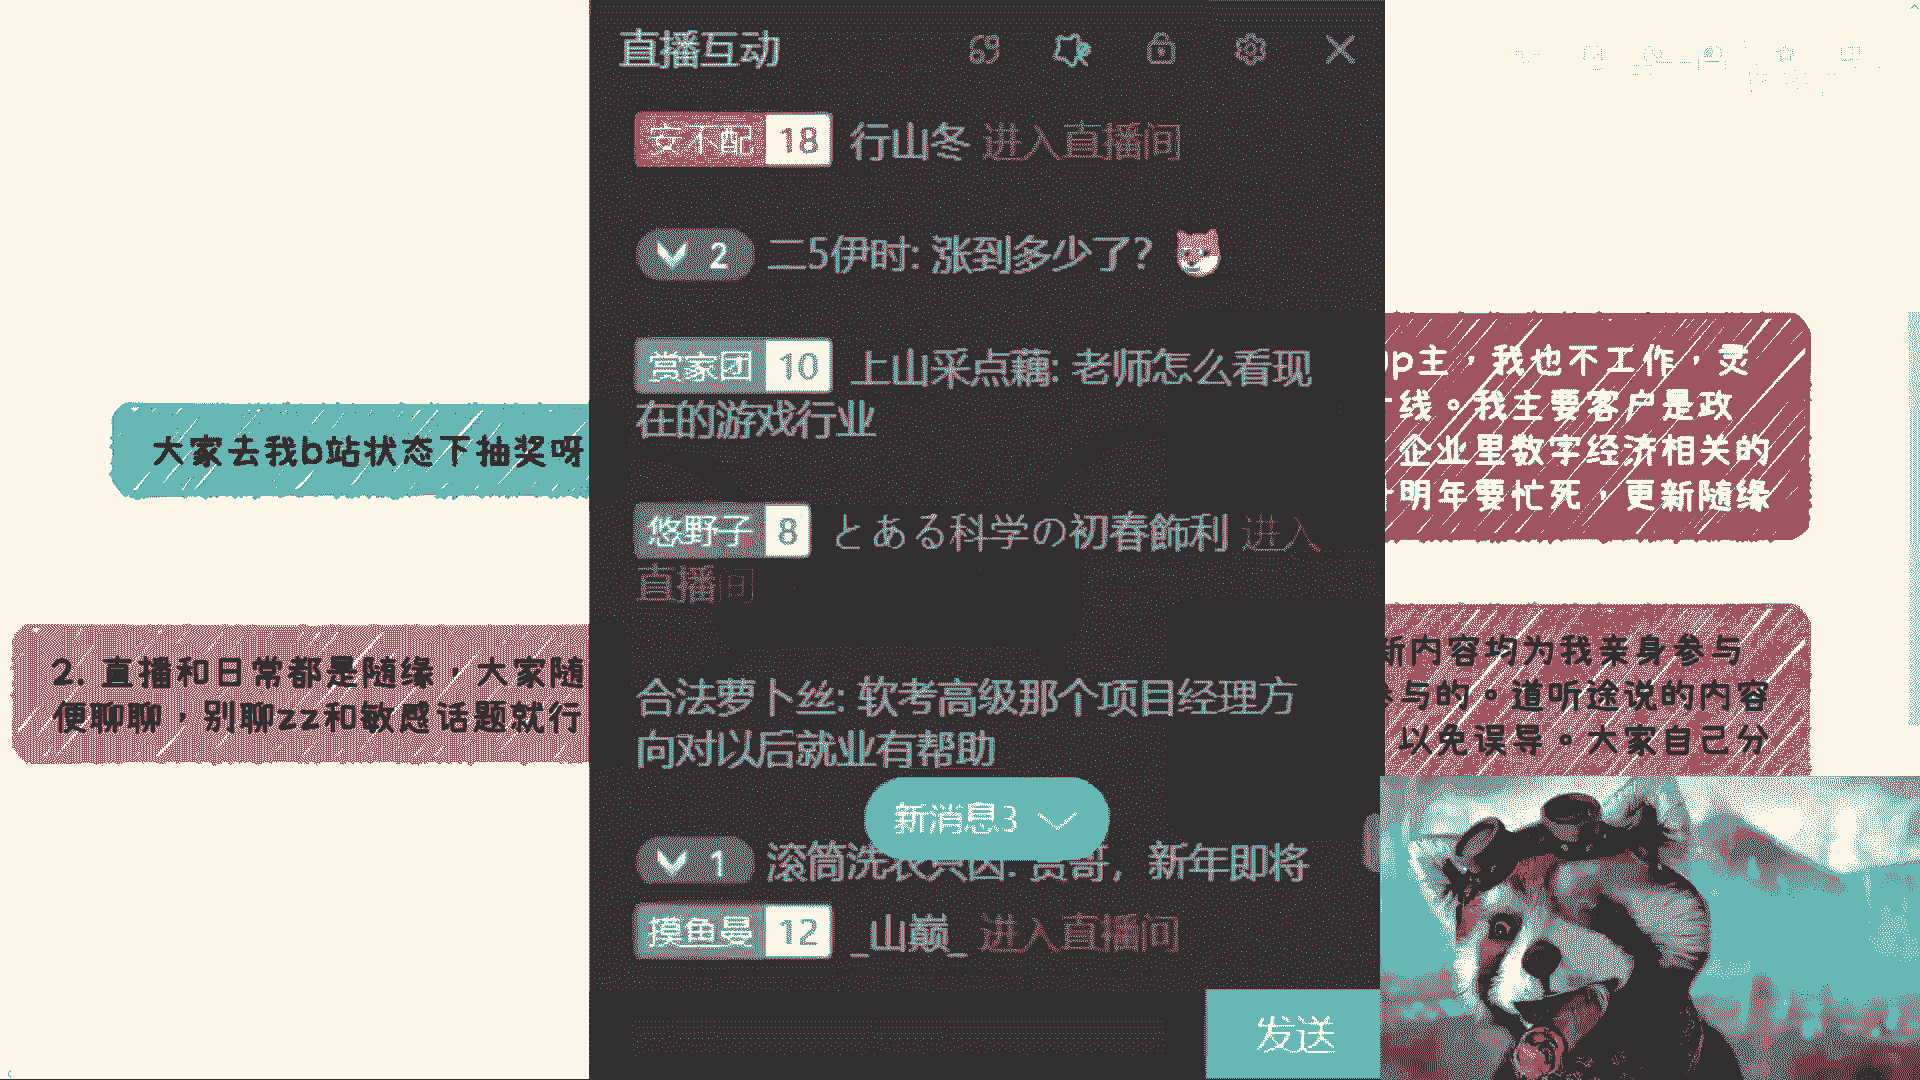 直播互动
安不配 18 行山冬 进入直播间
2 二5伊时: 涨到多少了?
赏家团 10 上山采点藕: 老师怎么看现
在的游戏行业
悠野子 8 とある科学の初春飾利 进入
直播间
合法萝卜丝: 软考高级那个项目经理方
向对以后就业有帮助
新消息3
1 滚筒洗衣 哥，新年即将
摸鱼曼 12 _山巅_ 进入直播间
发送
大家去我b站状态下抽奖呀
2. 直播和日常都是随缘，大家随
便聊聊，别聊zz和敏感话题就行
p主，我也不工作，灵
线。我主要客户是政
企业里数字经济相关的
明年要忙死，更新随缘
新内容均为我亲身参与
参与的。道听途说的内容
以免误导。大家自己分